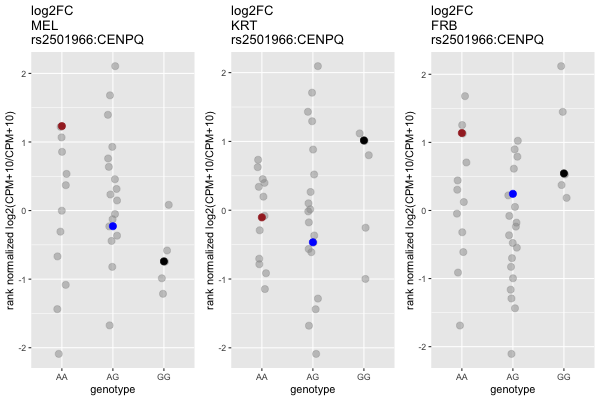 log2FC
MEL
rs2501966:CENPQ
rank normalized log2(CPM+10/CPM+10)
2
1
0
-1
-2
AA
AG
GG
genotype
log2FC
KRT
rs2501966:CENPQ
rank normalized log2(CPM+10/CPM+10)
2
1
0
-1
-2
AA
AG
GG
genotype
log2FC
FRB
rs2501966:CENPQ
rank normalized log2(CPM+10/CPM+10)
2
1
0
-1
-2
AA
AG
GG
genotype